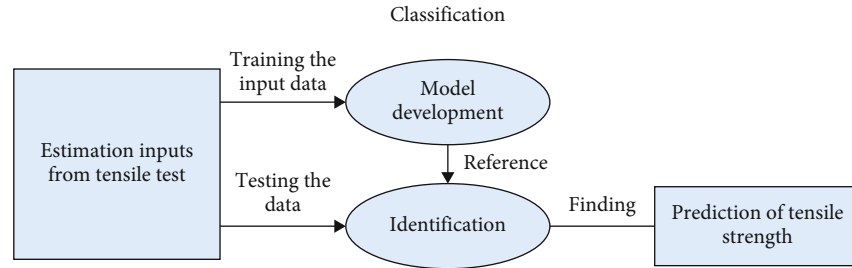 Classification
Training the
input data
Model
development
Estimation inputs
from tensile test
Reference
Testing the
data
Identification
Finding
Prediction of tensile
strength